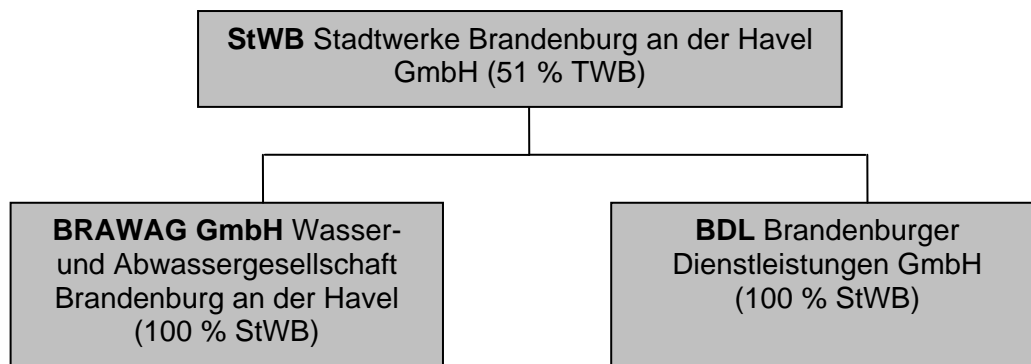 StWB Stadtwerke Brandenburg an der Havel
GmbH (51 % TWB)
BRAWAG GmbH Wasser-
und Abwassergesellschaft
Brandenburg an der Havel
(100 % StWB)
BDL Brandenburger
Dienstleistungen GmbH
(100 % StWB)